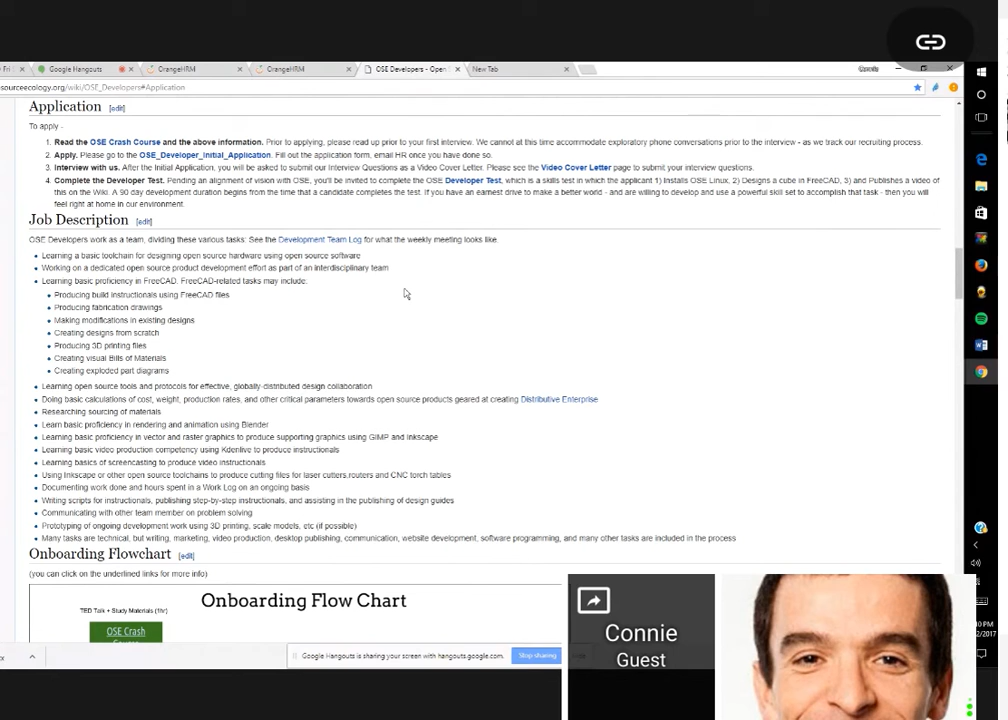 Fri
Google Hangouts
OrangeHRM
OrangeHRM
OSE Developers - Open S
New Tab
Connie
sourceecology.org/wiki/OSE_Developers#Application
Application [edit]
To apply -
1. Read the OSE Crash Course and the above information. Prior to applying, please read up prior to your first interview. We cannot at this time accommodate exploratory phone conversations prior to the interview - as we track our recruiting process.
2. Apply. Please go to the OSE_Developer_Initial_Application. Fill out the application form, email HR once you have done so.
3. Interview with us. After the Initial Application, you will be asked to submit our Interview Questions as a Video Cover Letter. Please see the Video Cover Letter page to submit your interview questions.
4. Complete the Developer Test. Pending an alignment of vision with OSE, you'll be invited to complete the OSE Developer Test, which is a skills test in which the applicant 1) Installs OSE Linux, 2) Designs a cube in FreeCAD, 3) and Publishes a video of
this on the Wiki. A 90 day development duration begins from the time that a candidate completes the test. If you have an earnest drive to make a better world - and are willing to develop and use a powerful skill set to accomplish that task - then you will
feel right at home in our environment.
Job Description [edit]
OSE Developers work as a team, dividing these various tasks: See the Development Team Log for what the weekly meeting looks like.
Learning a basic toolchain for designing open source hardware using open source software
Working on a dedicated open source product development effort as part of an interdisciplinary team
Learning basic proficiency in FreeCAD. FreeCAD-related tasks may include:
Producing build instructionals using FreeCAD files
Producing fabrication drawings
Making modifications in existing designs
Creating designs from scratch
Producing 3D printing files
Creating visual Bills of Materials
Creating exploded part diagrams
Learning open source tools and protocols for effective, globally-distributed design collaboration
Doing basic calculations of cost, weight, production rates, and other critical parameters towards open source products geared at creating Distributive Enterprise
Researching sourcing of materials
Learn basic proficiency in rendering and animation using Blender
Learning basic proficiency in vector and raster graphics to produce supporting graphics using GIMP and Inkscape
Learning basic video production competency using Kdenlive to produce instructionals
Learning basics of screencasting to produce video instructionals
Using Inkscape or other open source toolchains to produce cutting files for laser cutters,routers and CNC torch tables
Documenting work done and hours spent in a Work Log on an ongoing basis
Writing scripts for instructionals, publishing step-by-step instructionals, and assisting in the publishing of design guides
Communicating with other team member on problem solving
Prototyping of ongoing development work using 3D printing, scale models, etc (if possible)
Many tasks are technical, but writing, marketing, video production, desktop publishing, communication, website development, software programming, and many other tasks are included in the process
Onboarding Flowchart [edit]
(you can click on the underlined links for more info)
Onboarding Flow Chart
TED Talk + Study Materials (1hr)
OSE Crash
Google Hangouts is sharing your screen with hangouts.google.com.
Stop sharing
Connie
Guest